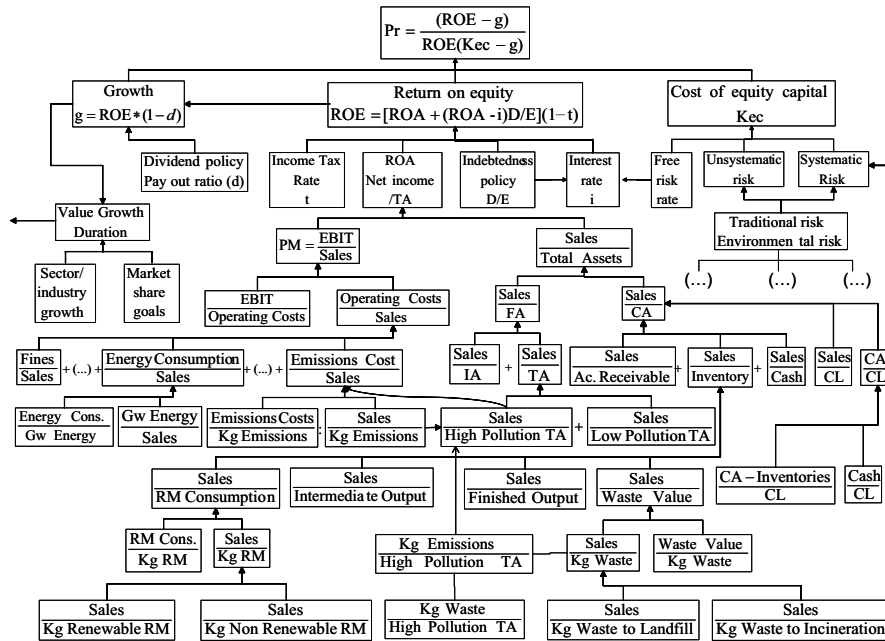 Pr = (ROE – g) / ROE(Kec – g)
Growth
g = ROE * (1 – d)
Return on equity
ROE = [ROA + (ROA - i)D/E](1 – t)
Cost of equity capital
Kec
Dividend policy
Pay out ratio (d)
Income Tax
Rate
t
ROA
Net income
/TA
Indebtedness
policy
D/E
Interest
rate
i
Free
risk
rate
Unsystematic
risk
Systematic
Risk
Value Growth
Duration
Traditional risk
Environmen tal risk
Sector/
industry
growth
Market
share
goals
PM = EBIT / Sales
Sales / Total Assets
(...) (...) (...)
EBIT / Operating Costs
Operating Costs / Sales
Sales / FA
Sales / CA
Fines / Sales + (...) + Energy Consumption / Sales + (...) + Emissions Cost / Sales
Sales / IA + Sales / TA
Sales / Ac. Receivable + Sales / Inventory + Sales / Cash
Sales / CL
CA / CL
Energy Cons. / Gw Energy
Gw Energy / Sales
Emissions Costs / Kg Emissions : Sales / Kg Emissions
Sales / High Pollution TA + Sales / Low Pollution TA
Sales / RM Consumption
Sales / Intermedia te Output
Sales / Finished Output
Sales / Waste Value
CA – Inventories / CL
Cash / CL
RM Cons. / Kg RM
Sales / Kg RM
Kg Emissions / High Pollution TA
Sales / Kg Waste
Waste Value / Kg Waste
Sales / Kg Renewable RM
Sales / Kg Non Renewable RM
Kg Waste / High Pollution TA
Sales / Kg Waste to Landfill
Sales / Kg Waste to Incineration